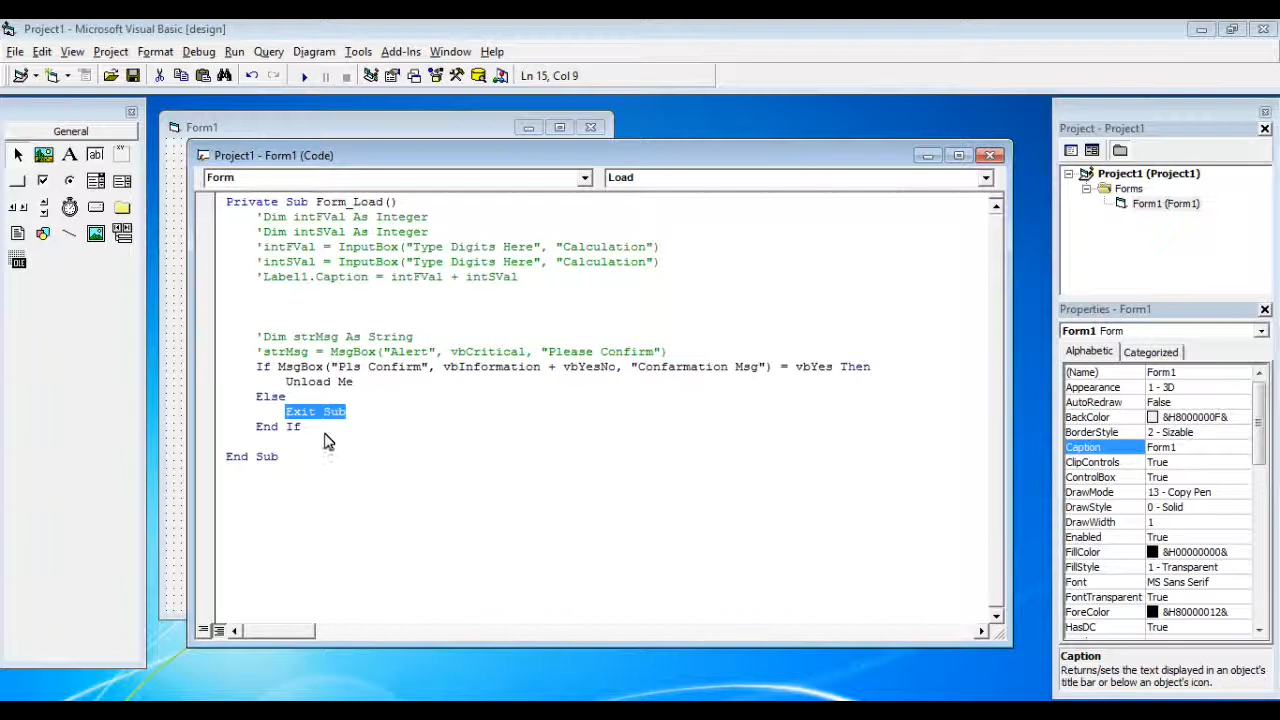 Project1 - Microsoft Visual Basic [design]
File Edit View Project Format Debug Run Query Diagram Tools Add-Ins Window Help
Ln 15, Col 9
General
A
ab|
xy
OLE
Form1
Project1 - Form1 (Code)
Form
Load
Private Sub Form_Load()
'Dim intFVal As Integer
'Dim intSVal As Integer
'intFVal = InputBox("Type Digits Here", "Calculation")
'intSVal = InputBox("Type Digits Here", "Calculation")
'Label1.Caption = intFVal + intSVal
'Dim strMsg As String
'strMsg = MsgBox("Alert", vbCritical, "Please Confirm")
If MsgBox("Pls Confirm", vbInformation + vbYesNo, "Confarmation Msg") = vbYes Then
Unload Me
Else
Exit Sub
End If
End Sub
Project - Project1
Project1 (Project1)
Forms
Form1 (Form1)
Properties - Form1
Form1 Form
Alphabetic Categorized
(Name) Form1
Appearance 1 - 3D
AutoRedraw False
BackColor &H8000000F&
BorderStyle 2 - Sizable
Caption Form1
ClipControls True
ControlBox True
DrawMode 13 - Copy Pen
DrawStyle 0 - Solid
DrawWidth 1
Enabled True
FillColor &H00000000&
FillStyle 1 - Transparent
Font MS Sans Serif
FontTransparent True
ForeColor &H80000012&
HasDC True
Caption
Returns/sets the text displayed in an object's
title bar or below an object's icon.